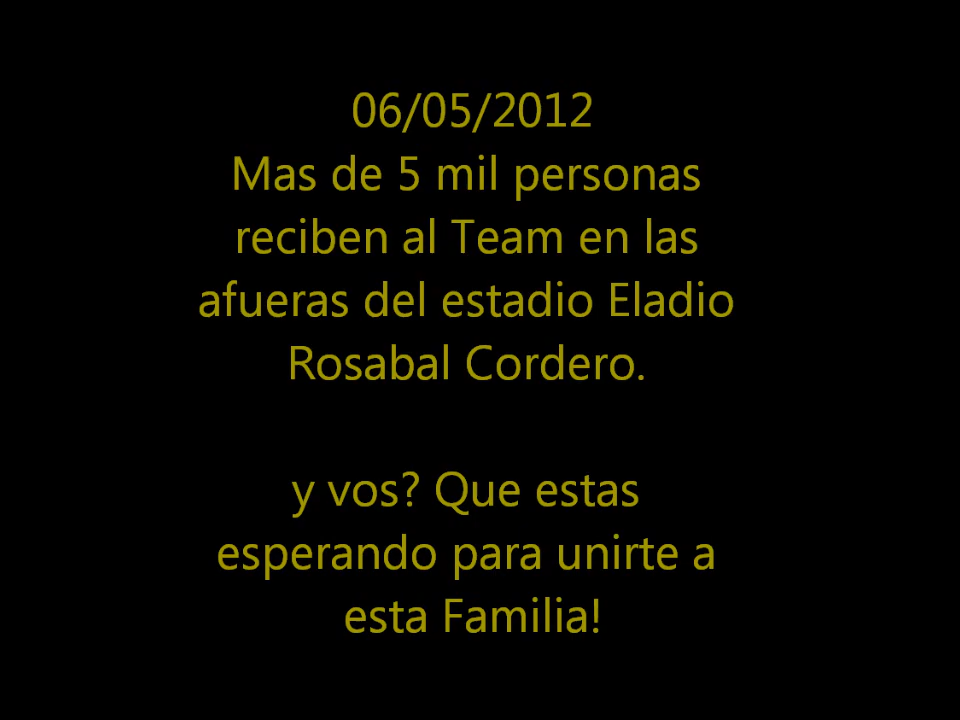 06/05/2012
Mas de 5 mil personas
reciben al Team en las
afueras del estadio Eladio
Rosabal Cordero.
y vos? Que estas
esperando para unirte a
esta Familia!